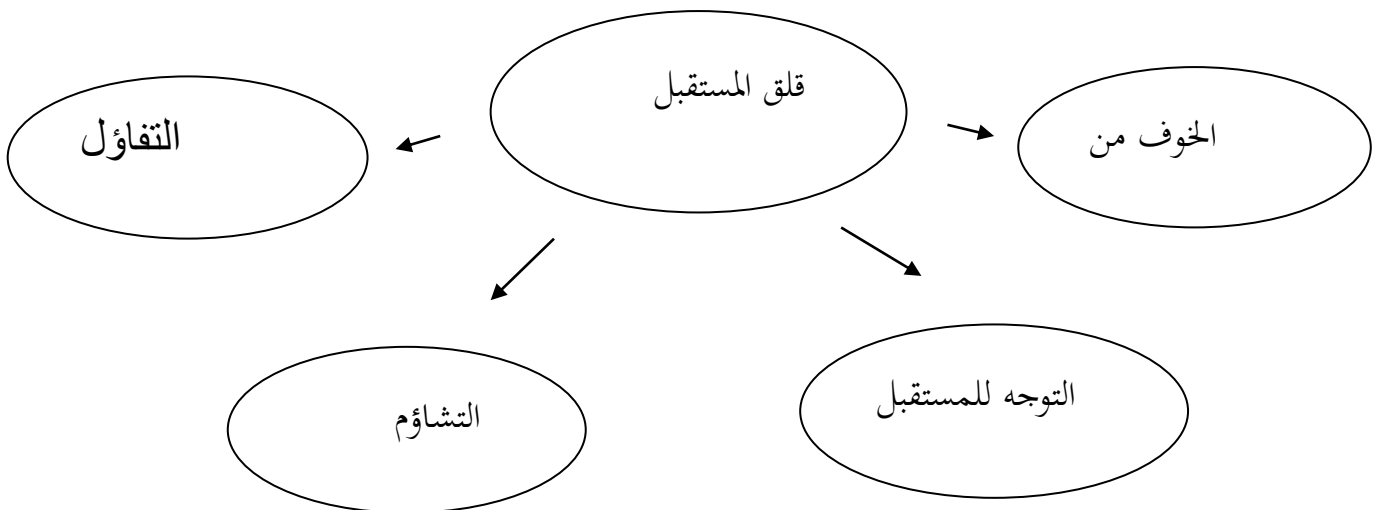 قلق المستقبل
الخوف من
التفاؤل
التوجه للمستقبل
التشاؤم